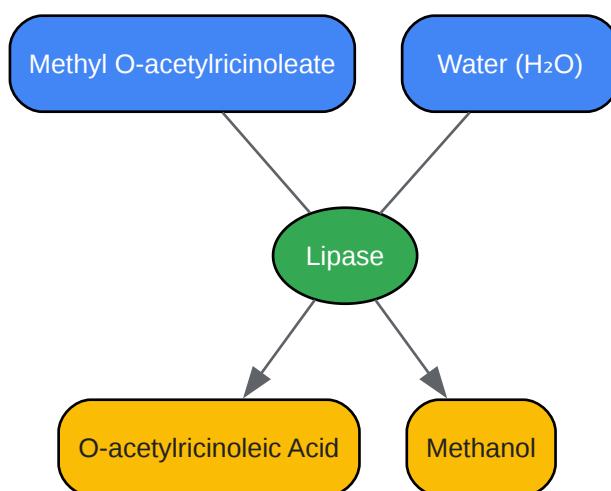 Methyl O-acetylricinoleate
Water (H₂O)
Lipase
O-acetylricinoleic Acid
Methanol